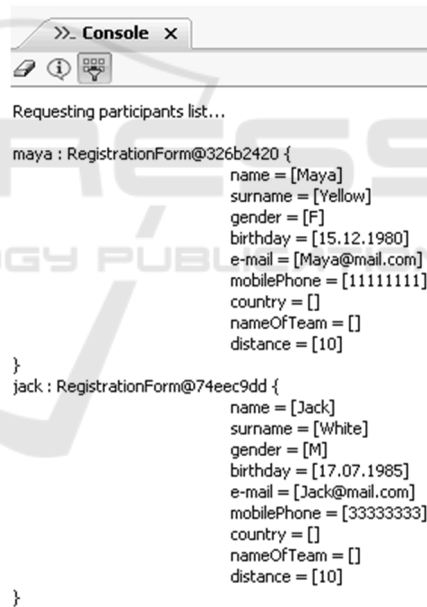 Console
Requesting participants list...
maya : RegistrationForm@326b2420 {
name = [Maya]
surname = [Yellow]
gender = [F]
birthday = [15.12.1980]
e-mail = [Maya@mail.com]
mobilePhone = [11111111]
country = []
nameOfTeam = []
distance = [10]
}
jack : RegistrationForm@74eec9dd {
name = [Jack]
surname = [White]
gender = [M]
birthday = [17.07.1985]
e-mail = [Jack@mail.com]
mobilePhone = [33333333]
country = []
nameOfTeam = []
distance = [10]
}